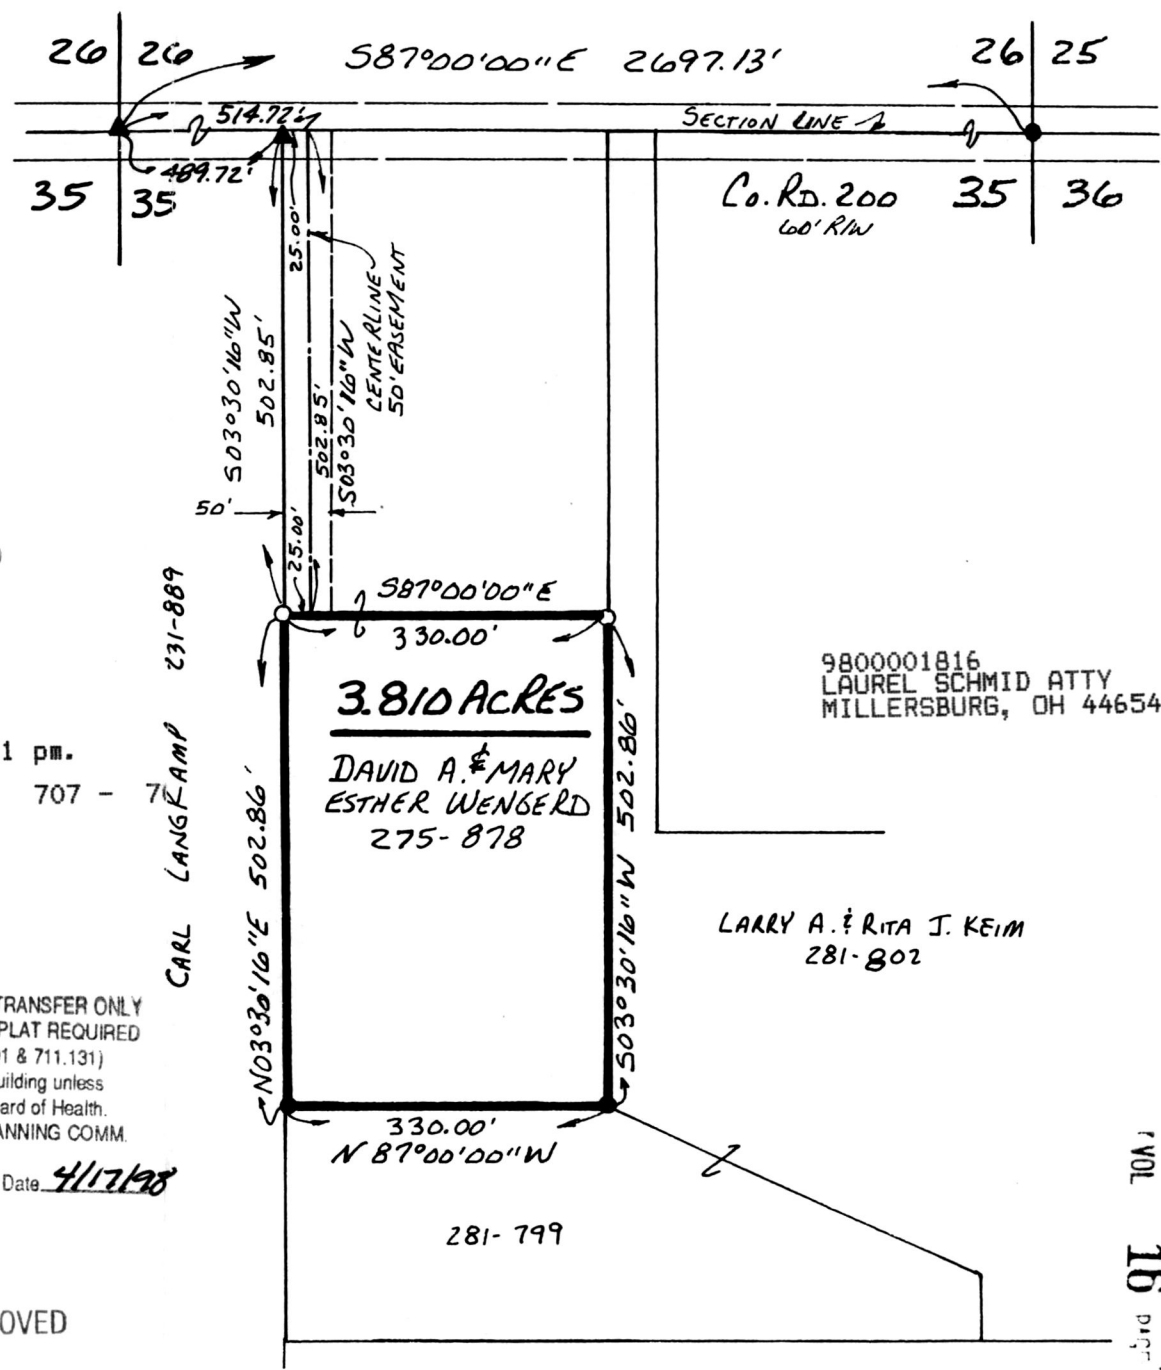 26 26
S87°00'00"E 2697.13'
26 25
514.72'
SECTION LINE
489.72'
35 35
Co. RD. 200
60' R/W
35 36
25.00'
CENTERLINE
50' EASEMENT
S03°30'16"W
502.85'
502.85'
S03°30'16"W
50'
25.00'
S87°00'00"E
330.00'
CARL LANGKAMP 231-889
3.810 ACRES
DAVID A. & MARY
ESTHER WENGERD
275-878
N03°30'16"E 502.86'
S03°30'16"W 502.86'
9800001816
LAUREL SCHMID ATTY
MILLERSBURG, OH 44654
1 pm.
707 - 70
LARRY A. & RITA J. KEIM
281-802
TRANSFER ONLY
PLAT REQUIRED
1 & 711.131)
uilding unless
ard of Health.
ANNING COMM.
Date 4/17/98
330.00'
N 87°00'00"W
281-799
OVED
VOL 16